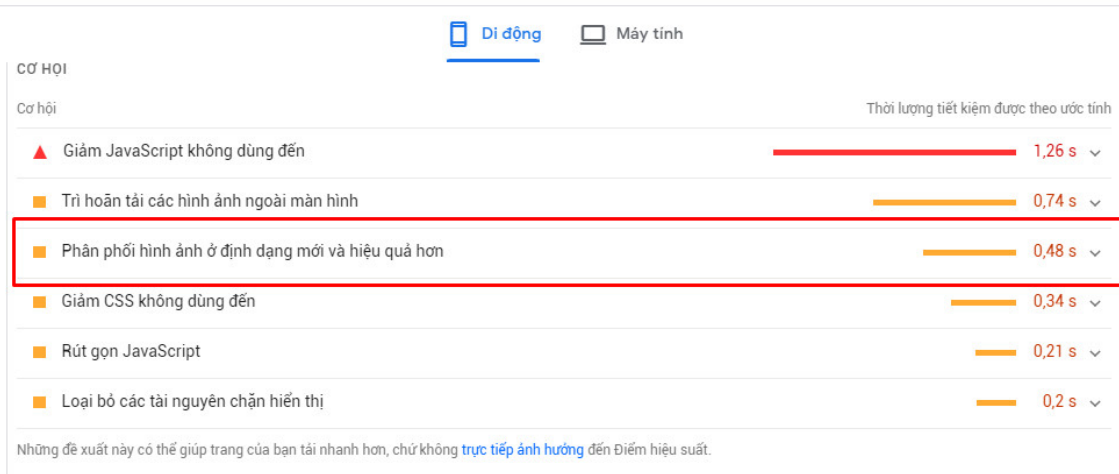 Di động Máy tính
CƠ HỘI
Cơ hội Thời lượng tiết kiệm được theo ước tính
Giảm JavaScript không dùng đến 1,26 s
Trì hoãn tải các hình ảnh ngoài màn hình 0,74 s
Phân phối hình ảnh ở định dạng mới và hiệu quả hơn 0,48 s
Giảm CSS không dùng đến 0,34 s
Rút gọn JavaScript 0,21 s
Loại bỏ các tài nguyên chặn hiển thị 0,2 s
Những đề xuất này có thể giúp trang của bạn tải nhanh hơn, chứ không trực tiếp ảnh hưởng đến Điểm hiệu suất.